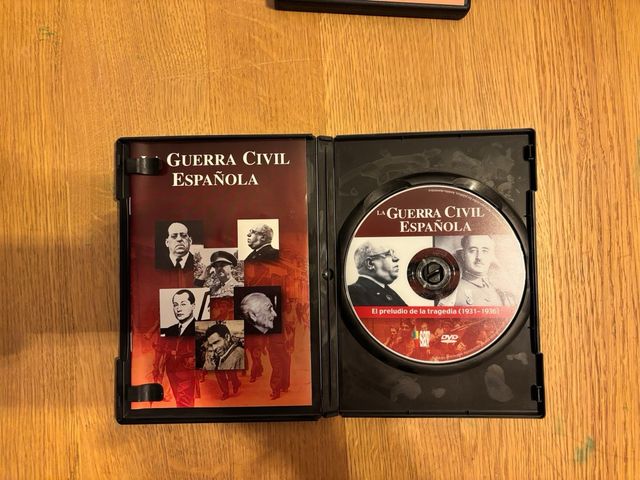 GUERRA CIVIL
ESPAÑOLA
LA GUERRA CIVIL
ESPAÑOLA
El preludio de la tragedia (1931-1936)
DVD